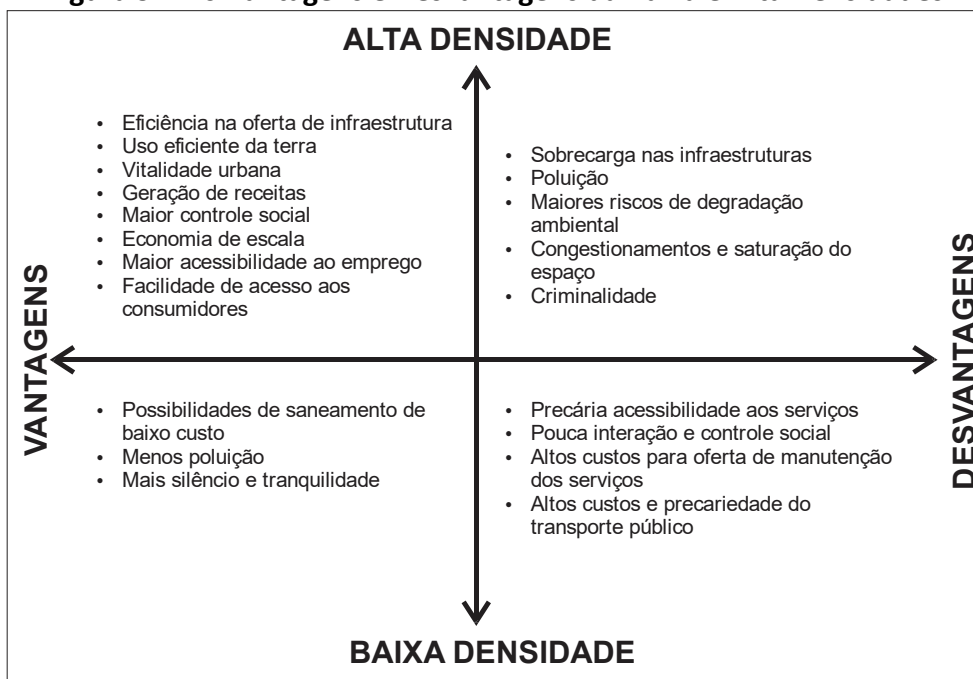 ALTA DENSIDADE
• Eficiência na oferta de infraestrutura
• Uso eficiente da terra
• Vitalidade urbana
• Geração de receitas
• Maior controle social
• Economia de escala
• Maior acessibilidade ao emprego
• Facilidade de acesso aos
consumidores
• Sobrecarga nas infraestruturas
• Poluição
• Maiores riscos de degradação
ambiental
• Congestionamentos e saturação do
espaço
• Criminalidade
VANTAGENS
DESVANTAGENS
• Possibilidades de saneamento de
baixo custo
• Menos poluição
• Mais silêncio e tranquilidade
• Precária acessibilidade aos serviços
• Pouca interação e controle social
• Altos custos para oferta de manutenção
dos serviços
• Altos custos e precariedade do
transporte público
BAIXA DENSIDADE